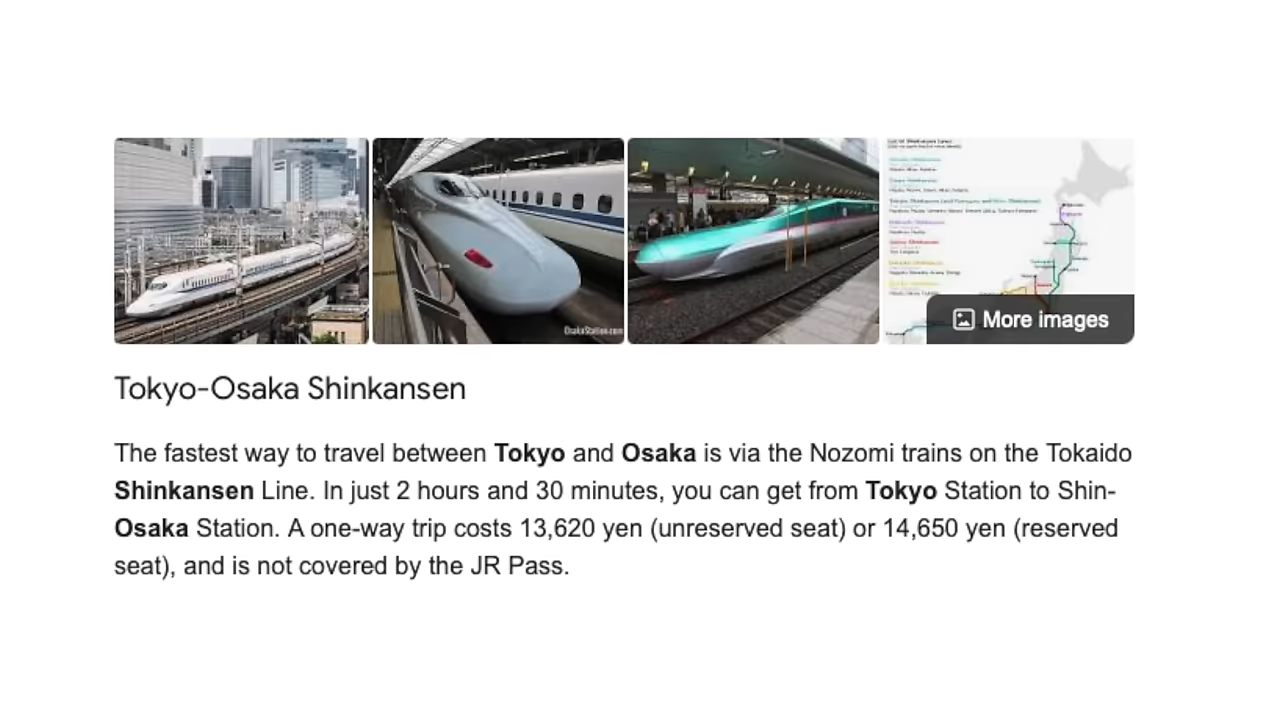 OsakaStation.com
More images
Tokyo-Osaka Shinkansen
The fastest way to travel between Tokyo and Osaka is via the Nozomi trains on the Tokaido
Shinkansen Line. In just 2 hours and 30 minutes, you can get from Tokyo Station to Shin-
Osaka Station. A one-way trip costs 13,620 yen (unreserved seat) or 14,650 yen (reserved
seat), and is not covered by the JR Pass.